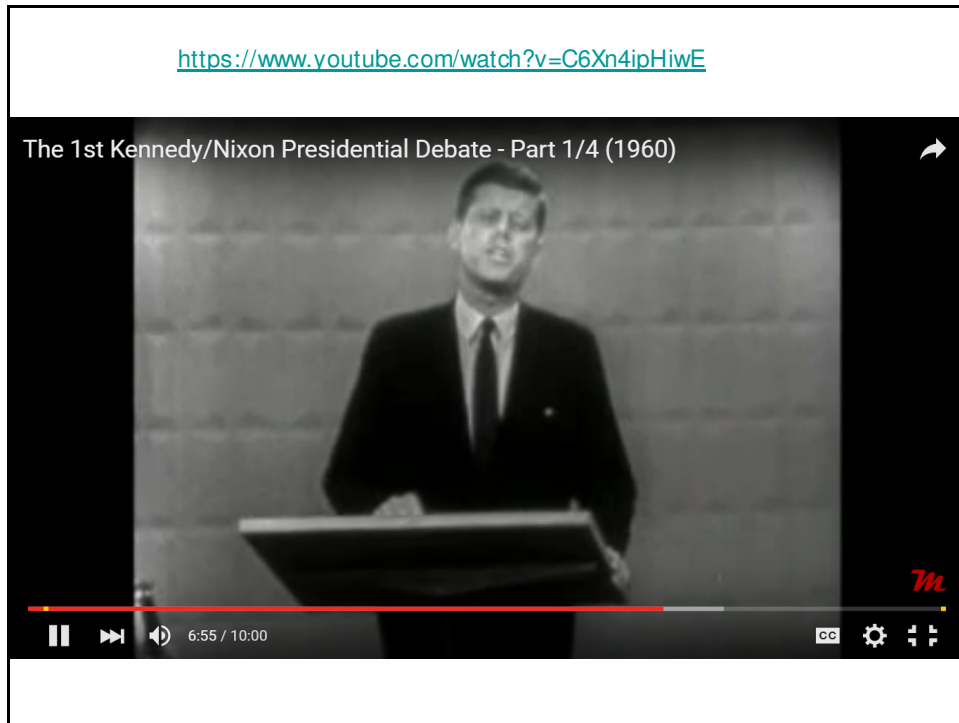 https://www.youtube.com/watch?v=C6Xn4ipHiwE
The 1st Kennedy/Nixon Presidential Debate - Part 1/4 (1960)
m
6:55 / 10:00
CC